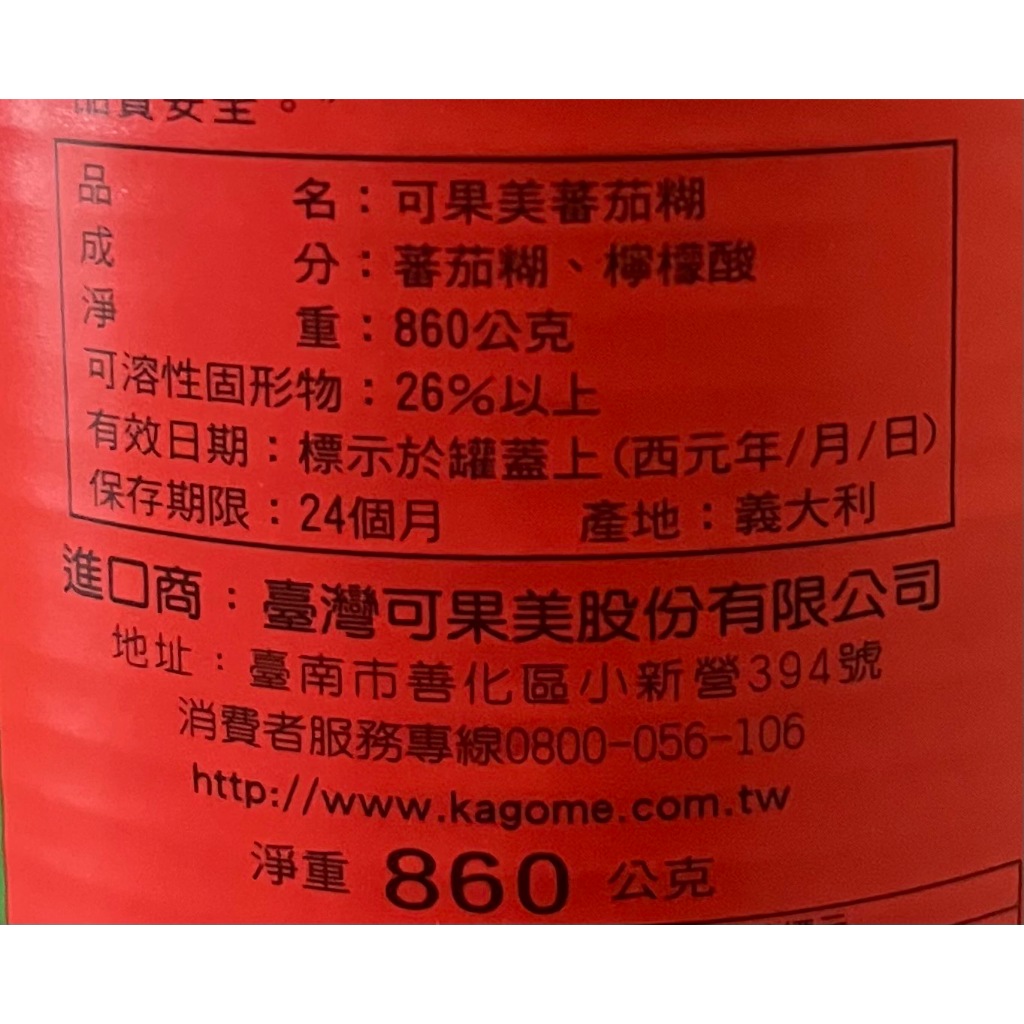 品質安全。"
品名：可果美蕃茄糊
成分：蕃茄糊、檸檬酸
淨重：860公克
可溶性固形物：26%以上
有效日期：標示於罐蓋上(西元年/月/日)
保存期限：24個月 產地：義大利
進口商：臺灣可果美股份有限公司
地址：臺南市善化區小新營394號
消費者服務專線0800-056-106
http://www.kagome.com.tw
淨重 860 公克